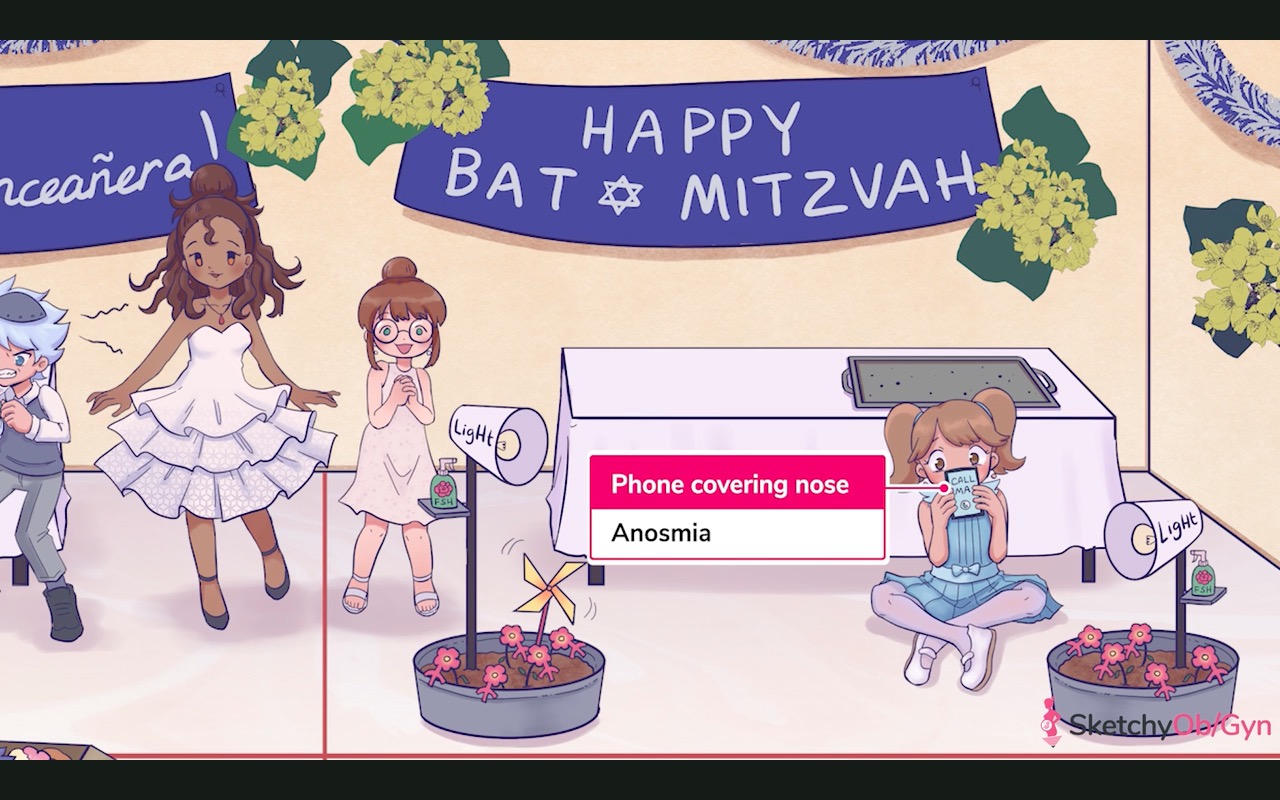 nceañera!
HAPPY
BAT ✡ MITZVAH
LigHt
FSH
Phone covering nose
Anosmia
CALL
MA
LigHt
FSH
SketchyOb/Gyn